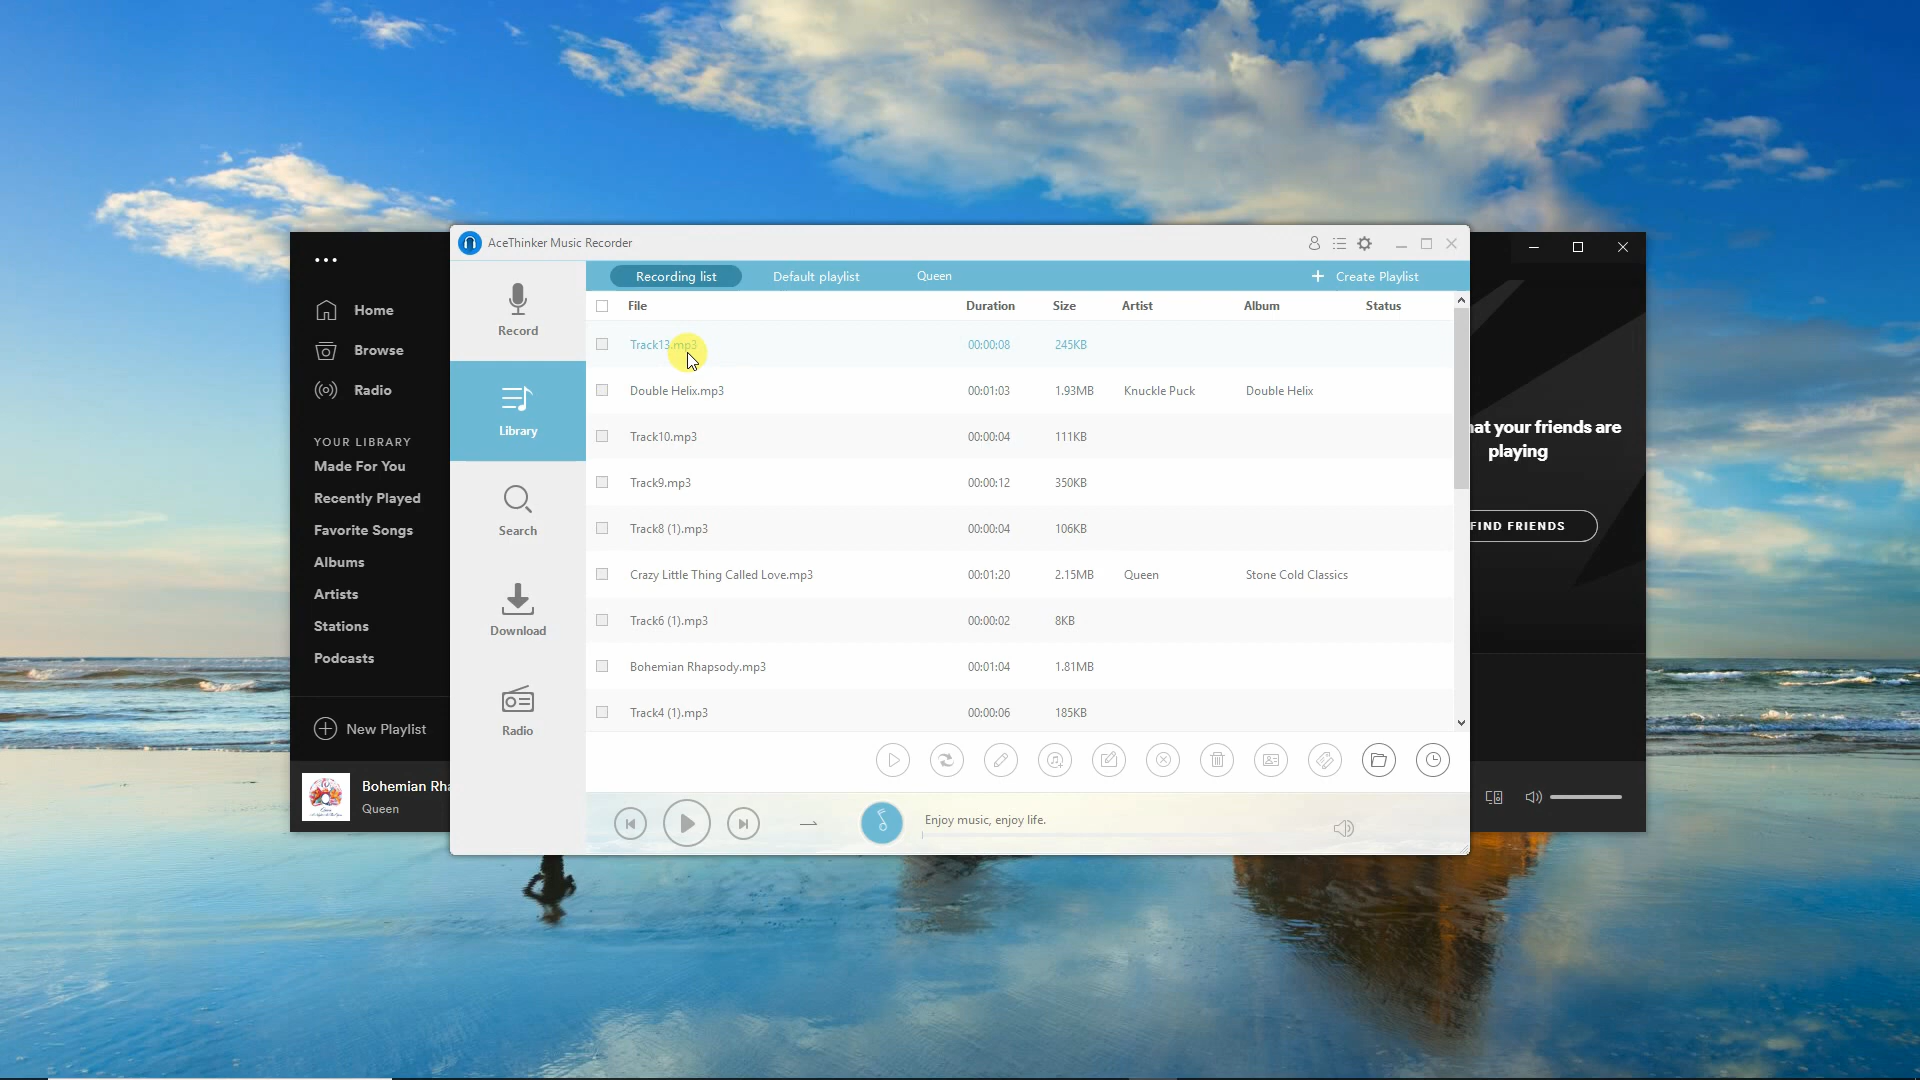 AceThinker Music Recorder
Recording list Default playlist Queen + Create Playlist
File Duration Size Artist Album Status
Track13.mp3 00:00:08 245KB
Double Helix.mp3 00:01:03 1.93MB Knuckle Puck Double Helix
Track10.mp3 00:00:04 111KB
Track9.mp3 00:00:12 350KB
Track8 (1).mp3 00:00:04 106KB
Crazy Little Thing Called Love.mp3 00:01:20 2.15MB Queen Stone Cold Classics
Track6 (1).mp3 00:00:02 8KB
Bohemian Rhapsody.mp3 00:01:04 1.81MB
Track4 (1).mp3 00:00:06 185KB
Enjoy music, enjoy life.
Record
Library
Search
Download
Radio
Home
Browse
Radio
YOUR LIBRARY
Made For You
Recently Played
Favorite Songs
Albums
Artists
Stations
Podcasts
New Playlist
Bohemian Rha
Queen
at your friends are
playing
FIND FRIENDS